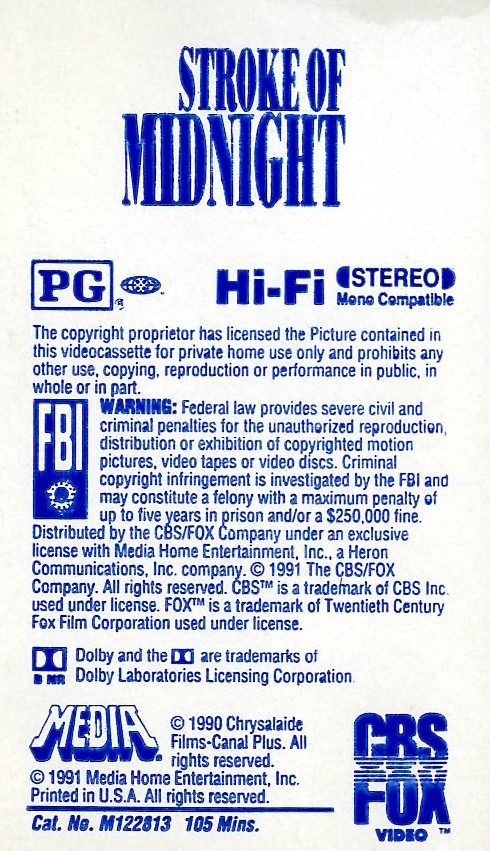 STROKE OF
MIDNIGHT
PG
Hi-Fi
STEREO
Mono Compatible
The copyright proprietor has licensed the Picture contained in
this videocassette for private home use only and prohibits any
other use, copying, reproduction or performance in public, in
whole or in part.
FBI
WARNING: Federal law provides severe civil and
criminal penalties for the unauthorized reproduction,
distribution or exhibition of copyrighted motion
pictures, video tapes or video discs. Criminal
copyright infringement is investigated by the FBI and
may constitute a felony with a maximum penalty of
up to five years in prison and/or a $250,000 fine.
Distributed by the CBS/FOX Company under an exclusive
license with Media Home Entertainment, Inc., a Heron
Communications, Inc. company. © 1991 The CBS/FOX
Company. All rights reserved. CBS™ is a trademark of CBS Inc.
used under license. FOX™ is a trademark of Twentieth Century
Fox Film Corporation used under license.
Dolby and the are trademarks of
B NR Dolby Laboratories Licensing Corporation.
MEDIA
© 1990 Chrysalaide
Films-Canal Plus. All
rights reserved.
© 1991 Media Home Entertainment, Inc.
Printed in U.S.A. All rights reserved.
Cat. No. M122813 105 Mins.
CBS
FOX
VIDEO ™